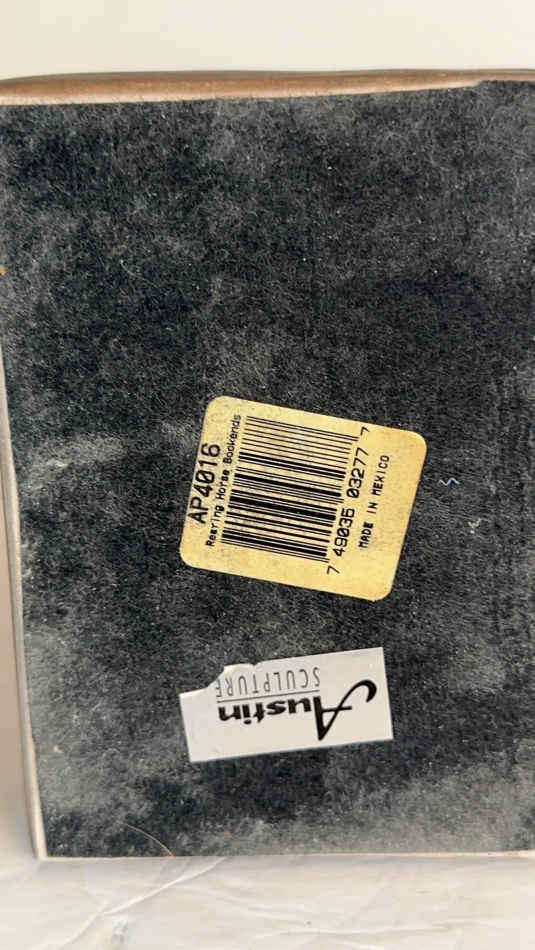 AP4016
Rearing Horse Bookends
7 49035 03277 7
MADE IN MEXICO
Austin
SCULPTURE